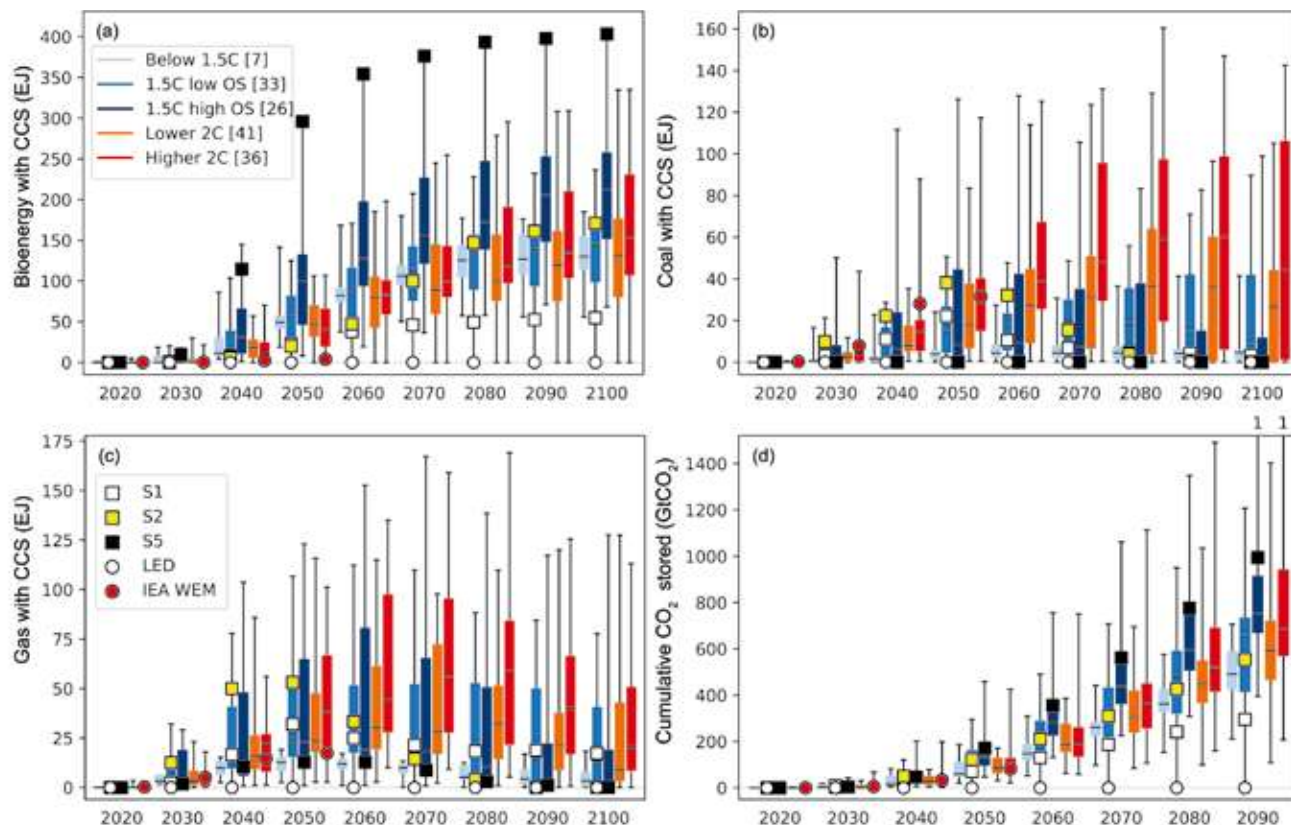 (a)
Bioenergy with CCS (EJ)
400
350
300
250
200
150
100
50
0
Below 1.5C [7]
1.5C low OS [33]
1.5C high OS [26]
Lower 2C [41]
Higher 2C [36]
2020 2030 2040 2050 2060 2070 2080 2090 2100
(b)
Coal with CCS (EJ)
160
140
120
100
80
60
40
20
0
2020 2030 2040 2050 2060 2070 2080 2090 2100
(c)
Gas with CCS (EJ)
175
150
125
100
75
50
25
0
S1
S2
S5
LED
IEA WEM
2020 2030 2040 2050 2060 2070 2080 2090 2100
1 1
(d)
Cumulative CO₂ stored (GtCO₂)
1400
1200
1000
800
600
400
200
0
2020 2030 2040 2050 2060 2070 2080 2090